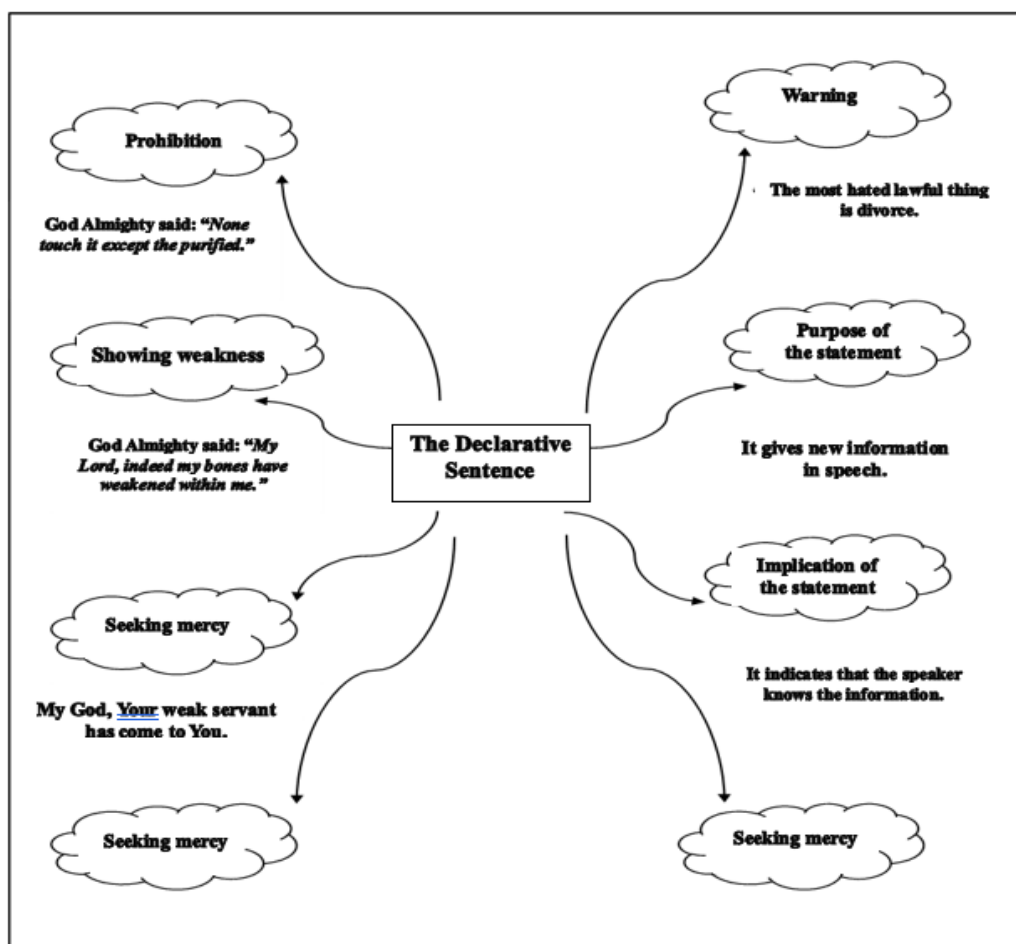 The Declarative
Sentence
Prohibition
God Almighty said: “None
touch it except the purified.”
Showing weakness
God Almighty said: “My
Lord, indeed my bones have
weakened within me.”
Seeking mercy
My God, Your weak servant
has come to You.
Seeking mercy
Warning
The most hated lawful thing
is divorce.
Purpose of
the statement
It gives new information
in speech.
Implication of
the statement
It indicates that the speaker
knows the information.
Seeking mercy